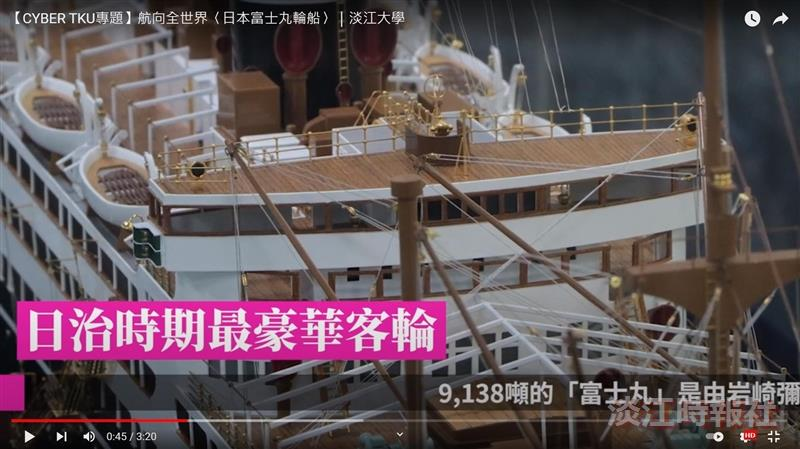 【CYBER TKU專題】航向全世界〈日本富士丸輪船〉｜淡江大學
日治時期最豪華客輪
9,138噸的「富士丸」是由岩崎彌
淡江時報社
0:45 / 3:20
HD